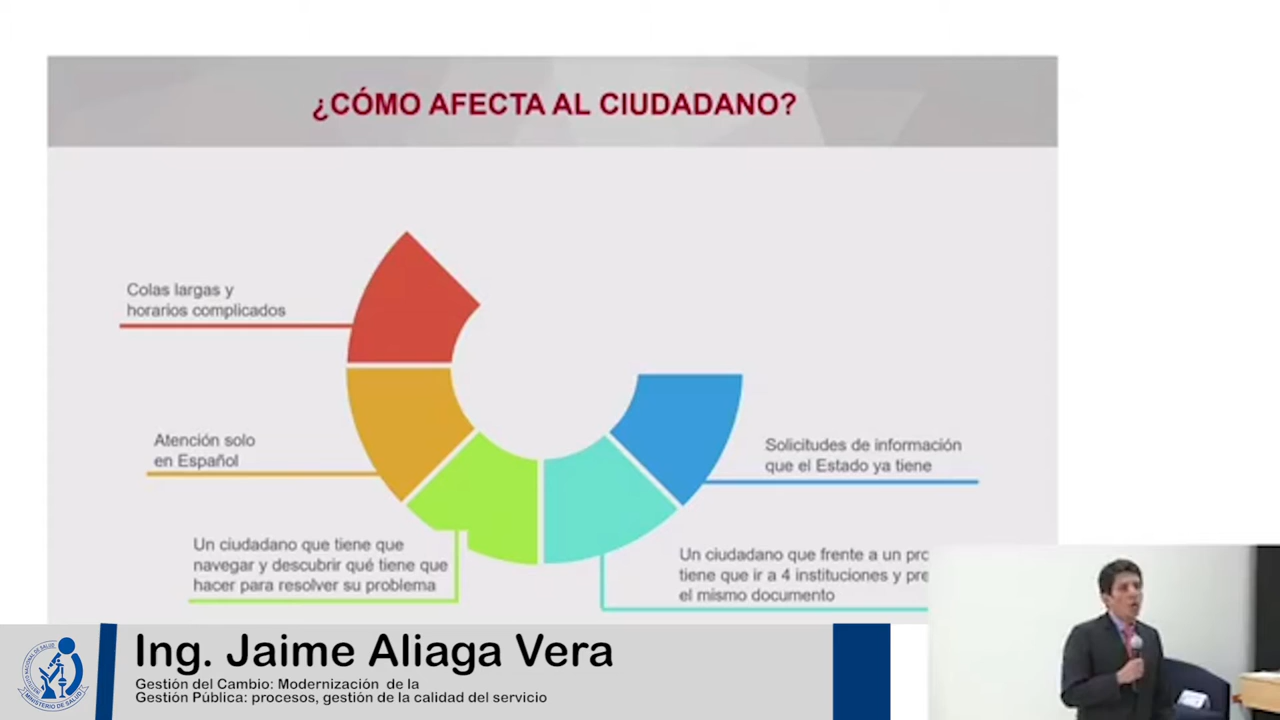 ¿CÓMO AFECTA AL CIUDADANO?
Colas largas y
horarios complicados
Atención solo
en Español
Un ciudadano que tiene que
navegar y descubrir qué tiene que
hacer para resolver su problema
Solicitudes de información
que el Estado ya tiene
Un ciudadano que frente a un
tiene que ir a 4 instituciones y
el mismo documento
Ing. Jaime Aliaga Vera
Gestión del Cambio: Modernización de la
Gestión Pública: procesos, gestión de la calidad del servicio
MINISTERIO DE SALUD